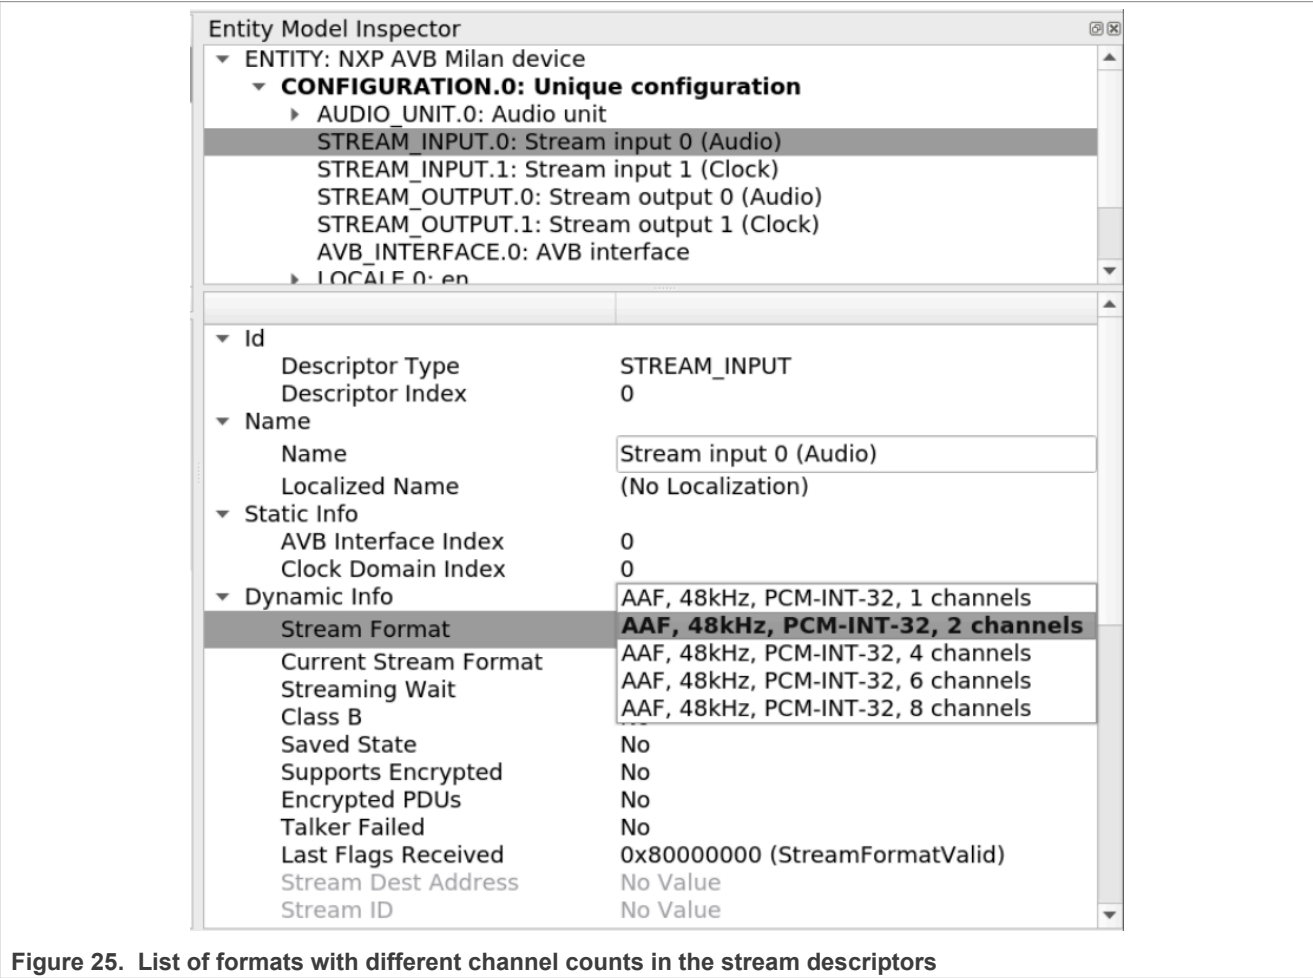 Entity Model Inspector
ENTITY: NXP AVB Milan device
CONFIGURATION.0: Unique configuration
AUDIO_UNIT.0: Audio unit
STREAM_INPUT.0: Stream input 0 (Audio)
STREAM_INPUT.1: Stream input 1 (Clock)
STREAM_OUTPUT.0: Stream output 0 (Audio)
STREAM_OUTPUT.1: Stream output 1 (Clock)
AVB_INTERFACE.0: AVB interface
LOCALE.0: en
Id
Descriptor Type STREAM_INPUT
Descriptor Index 0
Name
Name Stream input 0 (Audio)
Localized Name (No Localization)
Static Info
AVB Interface Index 0
Clock Domain Index 0
Dynamic Info AAF, 48kHz, PCM-INT-32, 1 channels
Stream Format AAF, 48kHz, PCM-INT-32, 2 channels
Current Stream Format AAF, 48kHz, PCM-INT-32, 4 channels
Streaming Wait AAF, 48kHz, PCM-INT-32, 6 channels
Class B AAF, 48kHz, PCM-INT-32, 8 channels
Saved State No
Supports Encrypted No
Encrypted PDUs No
Talker Failed No
Last Flags Received 0x80000000 (StreamFormatValid)
Stream Dest Address No Value
Stream ID No Value
Figure 25. List of formats with different channel counts in the stream descriptors